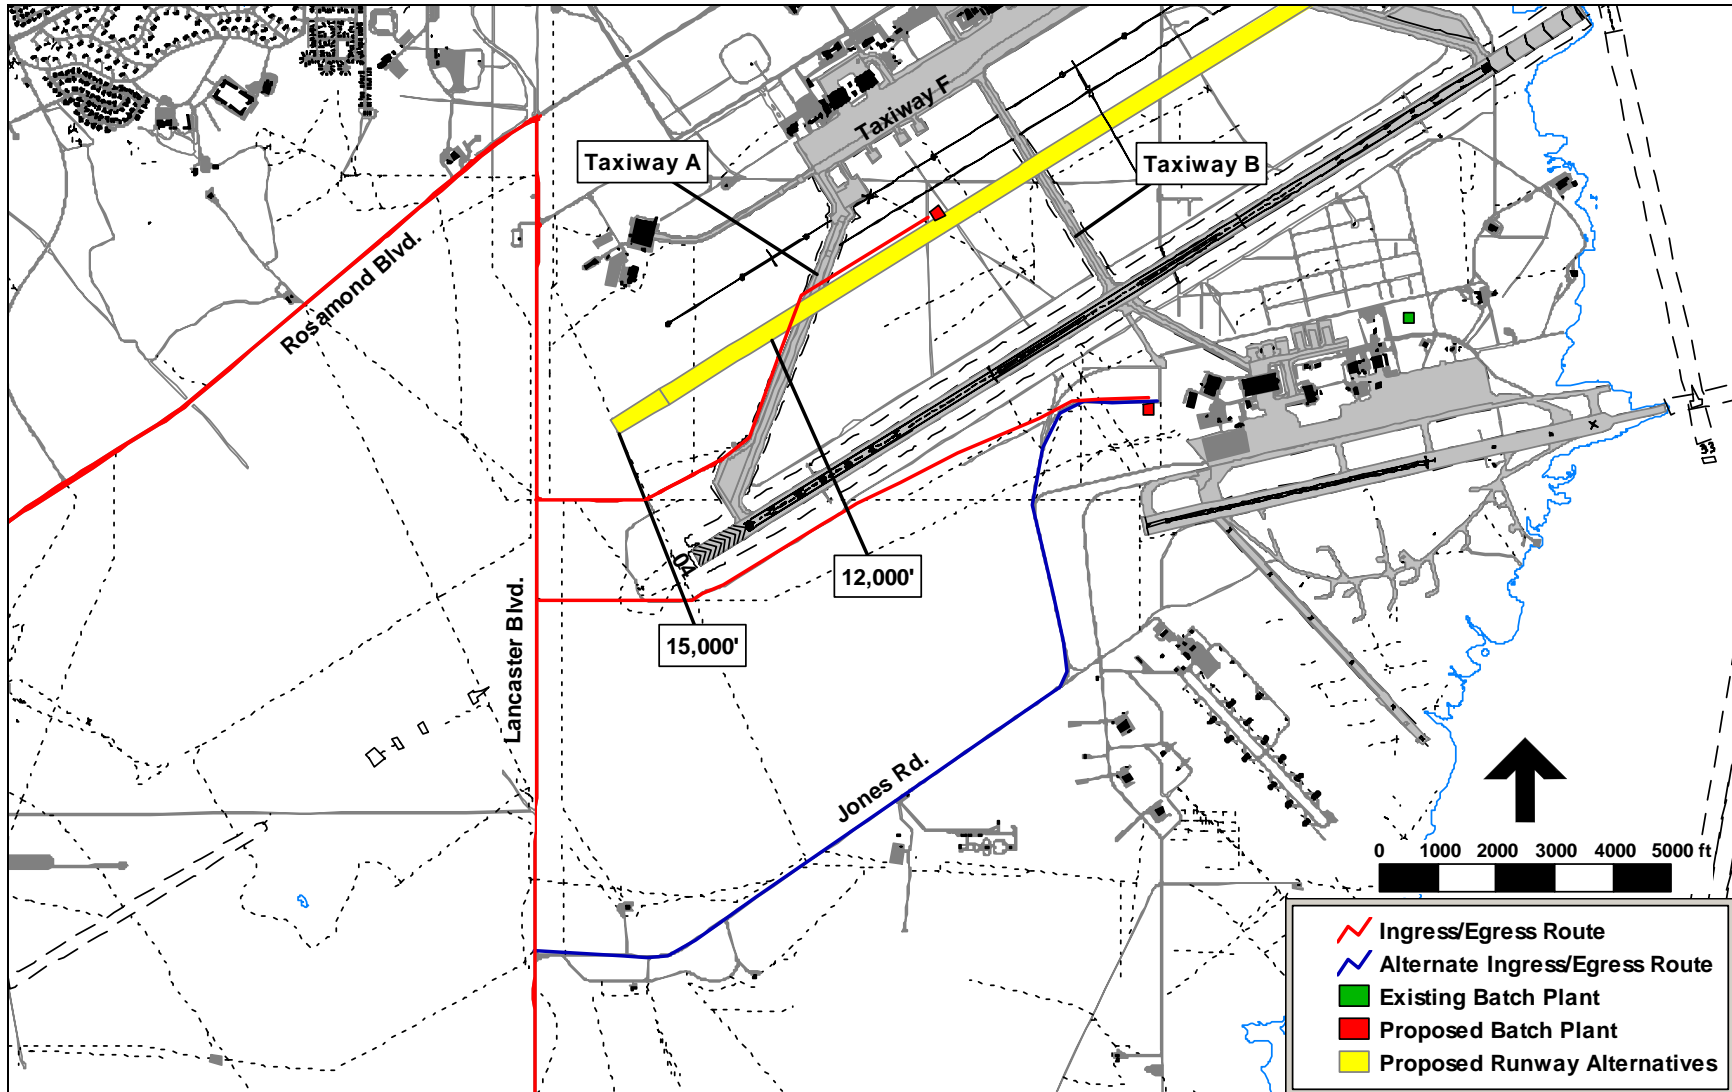 Taxiway F
Taxiway A
Taxiway B
Rosamond Blvd.
04
12,000'
15,000'
Lancaster Blvd.
Jones Rd.
0 1000 2000 3000 4000 5000 ft
Ingress/Egress Route
Alternate Ingress/Egress Route
Existing Batch Plant
Proposed Batch Plant
Proposed Runway Alternatives